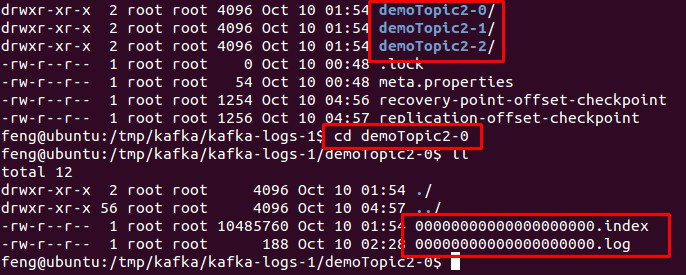 drwxr-xr-x 2 root root 4096 Oct 10 01:54 demoTopic2-0/
drwxr-xr-x 2 root root 4096 Oct 10 01:54 demoTopic2-1/
drwxr-xr-x 2 root root 4096 Oct 10 01:54 demoTopic2-2/
-rw-r--r-- 1 root root 0 Oct 10 00:48 .lock
-rw-r--r-- 1 root root 54 Oct 10 00:48 meta.properties
-rw-r--r-- 1 root root 1254 Oct 10 04:56 recovery-point-offset-checkpoint
-rw-r--r-- 1 root root 1256 Oct 10 04:57 replication-offset-checkpoint
feng@ubuntu:/tmp/kafka/kafka-logs-1$ cd demoTopic2-0
feng@ubuntu:/tmp/kafka/kafka-logs-1/demoTopic2-0$ ll
total 12
drwxr-xr-x 2 root root 4096 Oct 10 01:54 ./
drwxr-xr-x 56 root root 4096 Oct 10 04:57 ../
-rw-r--r-- 1 root root 10485760 Oct 10 01:54 00000000000000000000.index
-rw-r--r-- 1 root root 188 Oct 10 02:28 00000000000000000000.log
feng@ubuntu:/tmp/kafka/kafka-logs-1/demoTopic2-0$